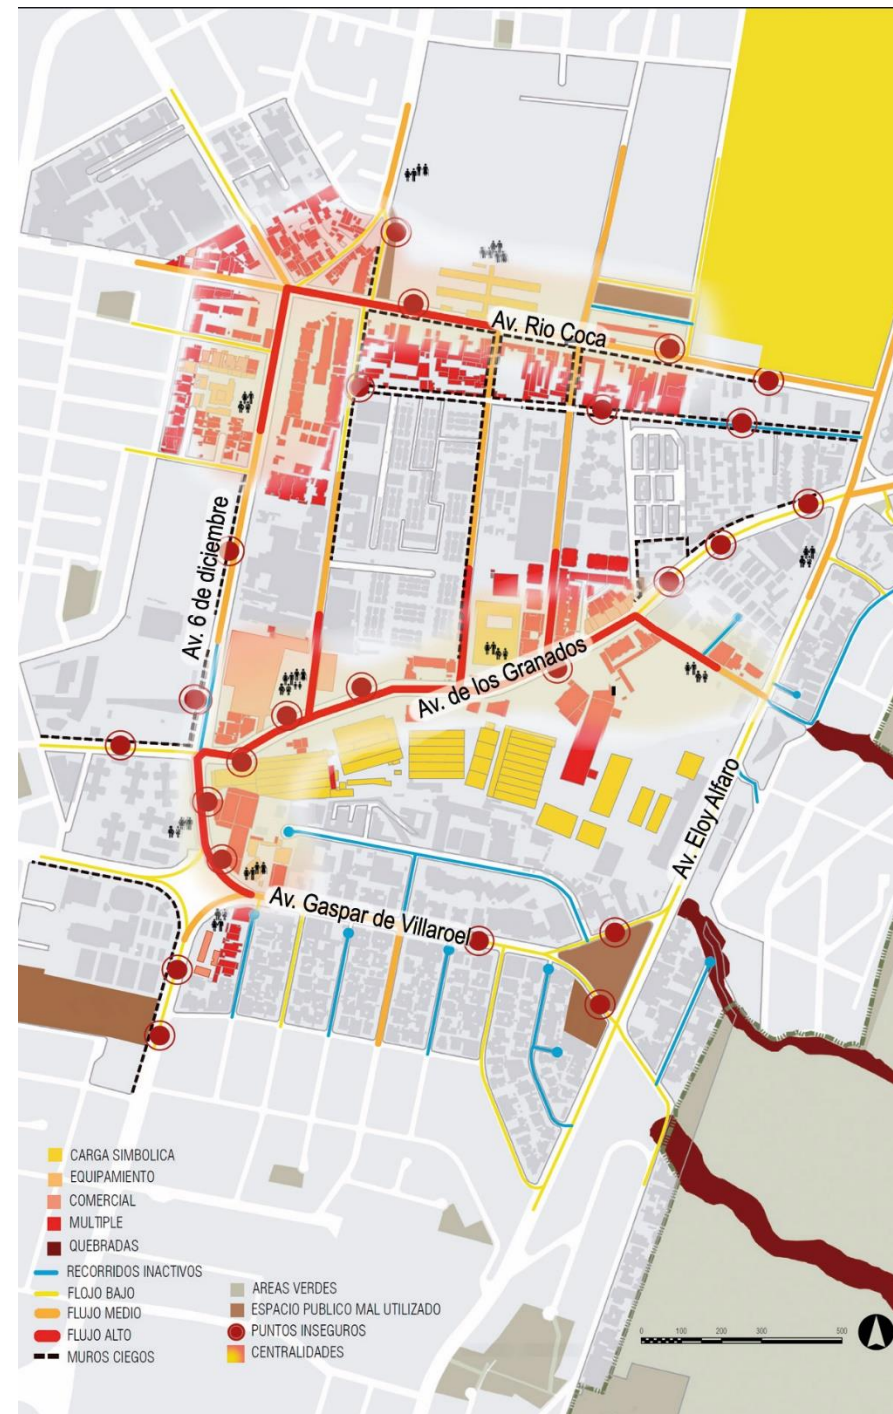 Av. Rio Coca
Av. 6 de diciembre
Av. de los Granados
Av. Eloy Alfaro
Av. Gaspar de Villaroel
CARGA SIMBOLICA
EQUIPAMIENTO
COMERCIAL
MULTIPLE
QUEBRADAS
RECORRIDOS INACTIVOS
FLOJO BAJO
FLUJO MEDIO
FLUJO ALTO
MUROS CIEGOS
AREAS VERDES
ESPACIO PUBLICO MAL UTILIZADO
PUNTOS INSEGUROS
CENTRALIDADES
0 100 200 300 500